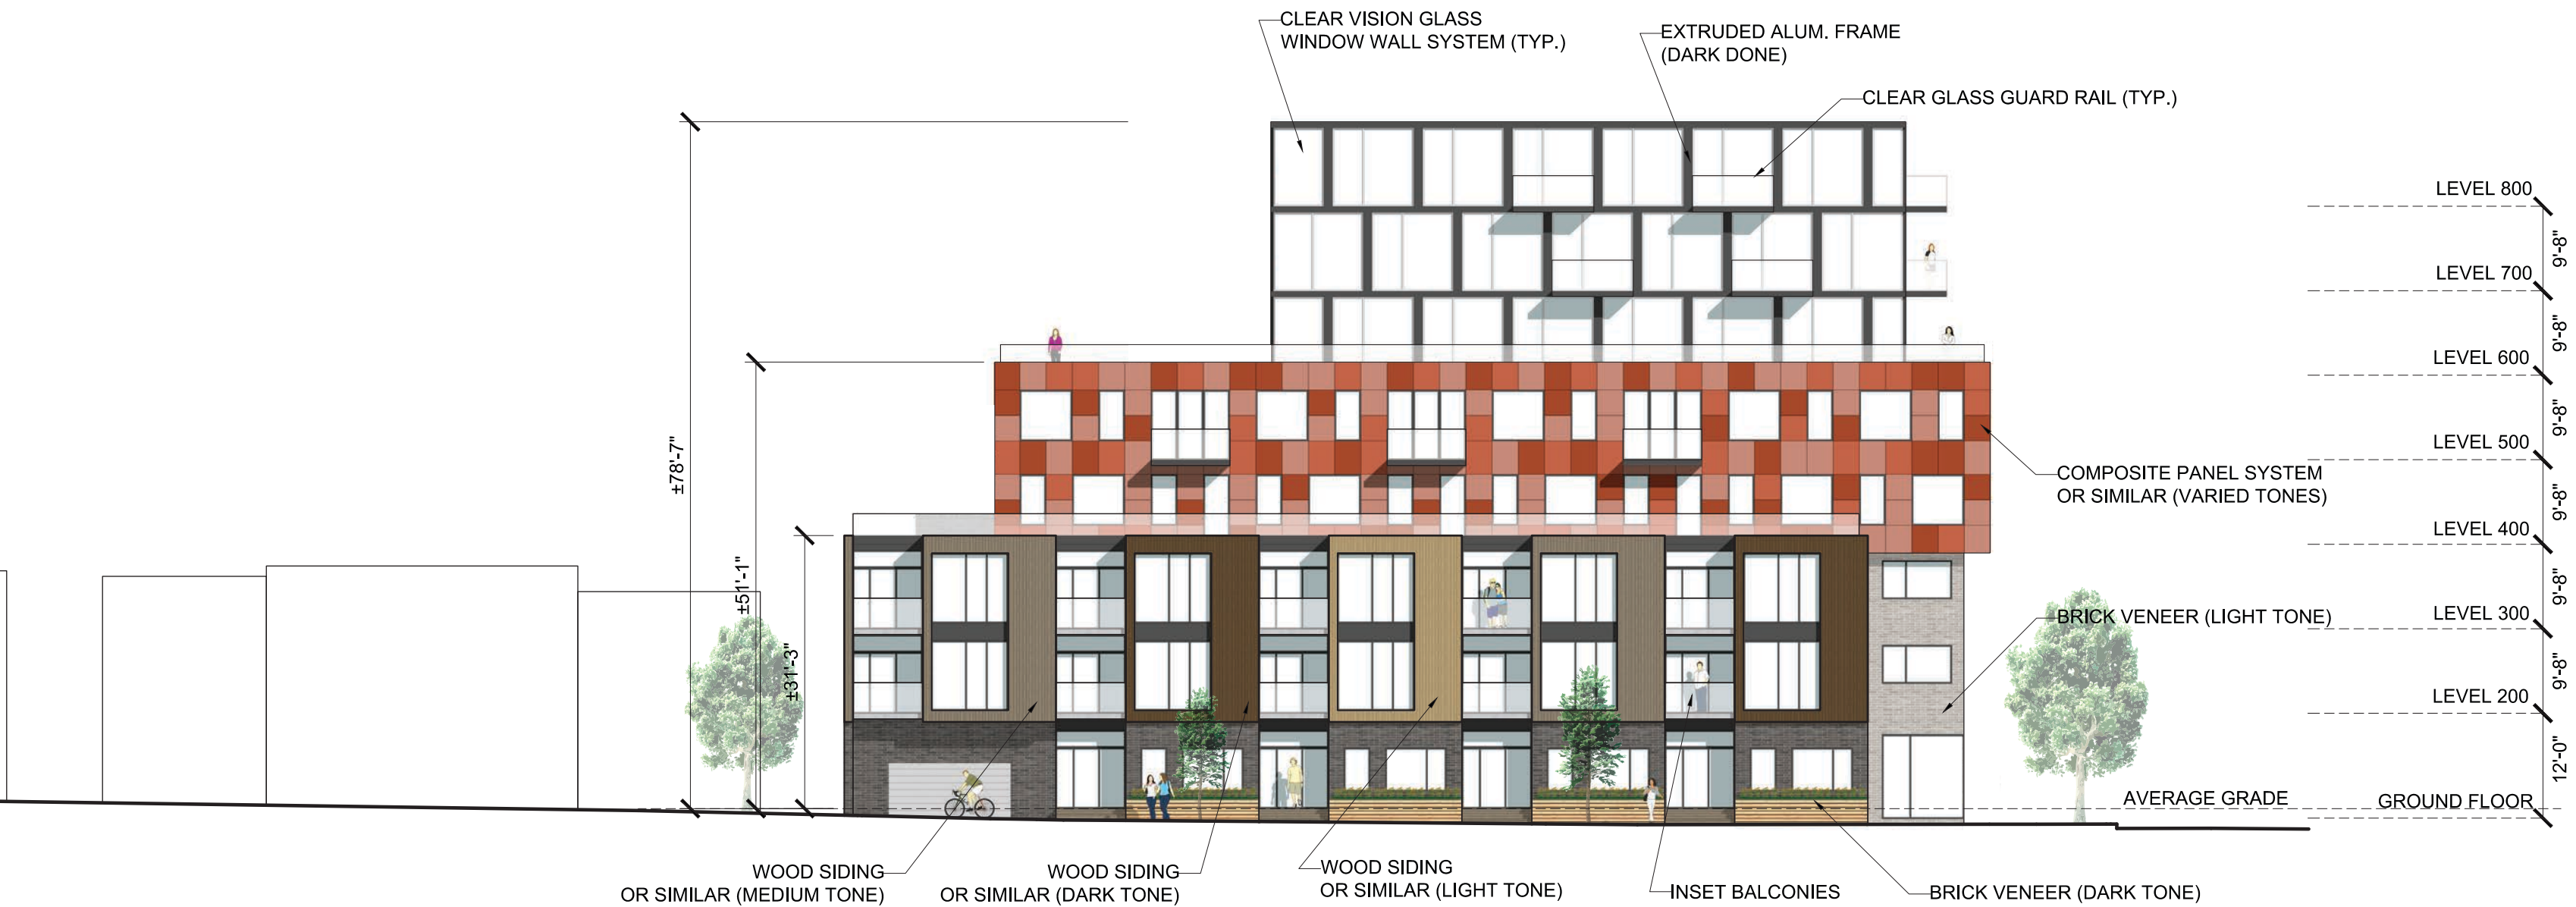 CLEAR VISION GLASS
WINDOW WALL SYSTEM (TYP.)
EXTRUDED ALUM. FRAME
(DARK DONE)
CLEAR GLASS GUARD RAIL (TYP.)
LEVEL 800
9'-8"
LEVEL 700
9'-8"
LEVEL 600
9'-8"
LEVEL 500
9'-8"
LEVEL 400
9'-8"
LEVEL 300
9'-8"
LEVEL 200
12'-0"
GROUND FLOOR
AVERAGE GRADE
±78'-7"
±51'-1"
±31'-3"
COMPOSITE PANEL SYSTEM
OR SIMILAR (VARIED TONES)
BRICK VENEER (LIGHT TONE)
WOOD SIDING
OR SIMILAR (MEDIUM TONE)
WOOD SIDING
OR SIMILAR (DARK TONE)
WOOD SIDING
OR SIMILAR (LIGHT TONE)
INSET BALCONIES
BRICK VENEER (DARK TONE)